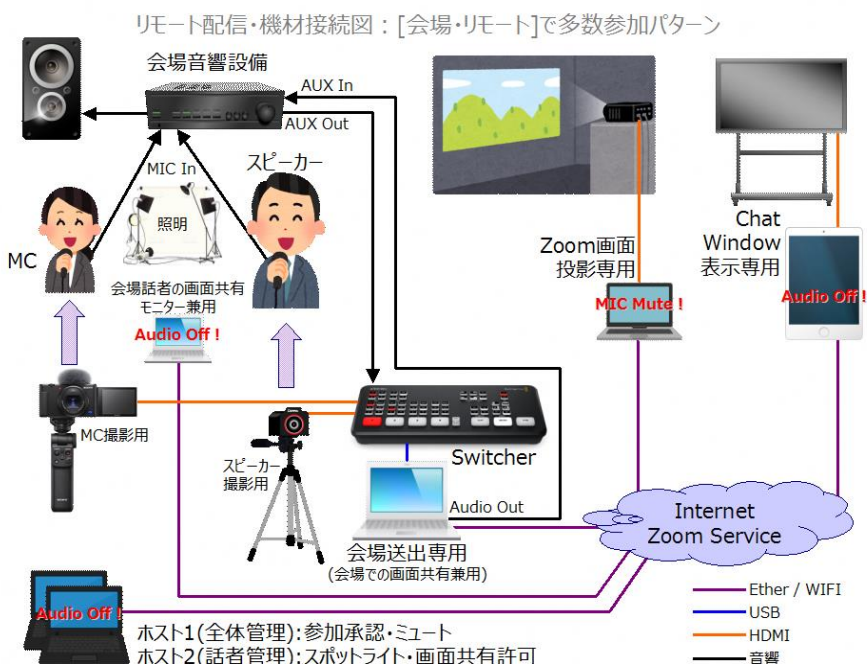 リモート配信・機材接続図：[会場・リモート]で多数参加パターン
会場音響設備
AUX In
AUX Out
MIC In
スピーカー
照明
MC
会場話者の画面共有
モニター兼用
Audio Off！
Zoom画面
投影専用
MIC Mute！
Chat
Window
表示専用
Audio Off！
MC撮影用
スピーカー
撮影用
Switcher
Audio Out
会場送出専用
(会場での画面共有兼用)
Internet
Zoom Service
Audio Off！
ホスト1(全体管理):参加承認・ミュート
ホスト2(話者管理):スポットライト・画面共有許可
Ether / WIFI
USB
HDMI
音響